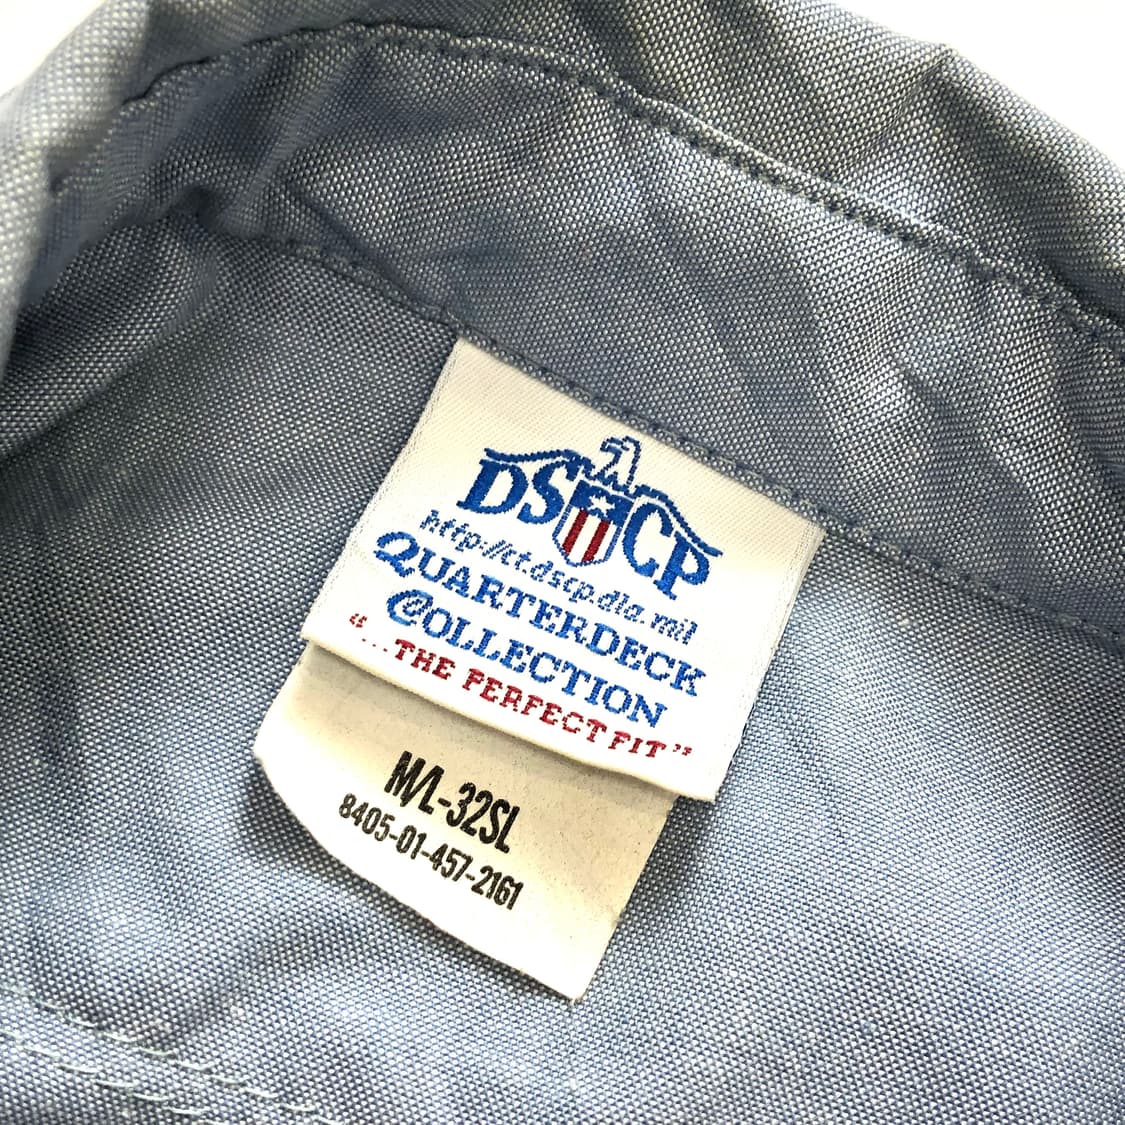 DSCP
http://ct.dscp.dla.mil
QUARTERDECK
COLLECTION
"...THE PERFECT FIT"
M/L-32SL
8405-01-457-2161